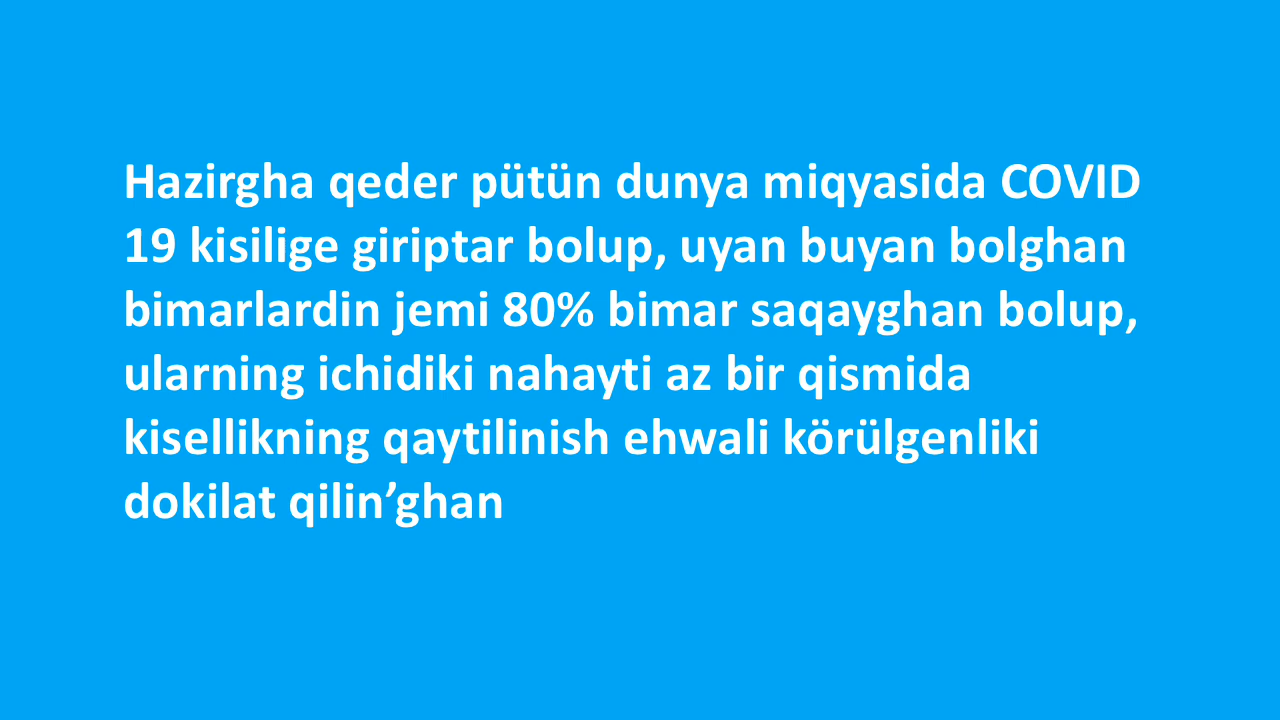 Hazirgha qeder pütün dunya miqyasida COVID
19 kisilige giriptar bolup, uyan buyan bolghan
bimarlardin jemi 80% bimar saqayghan bolup,
ularning ichidiki nahayti az bir qismida
kisellikning qaytilinish ehwali körülgenliki
dokilat qilin’ghan